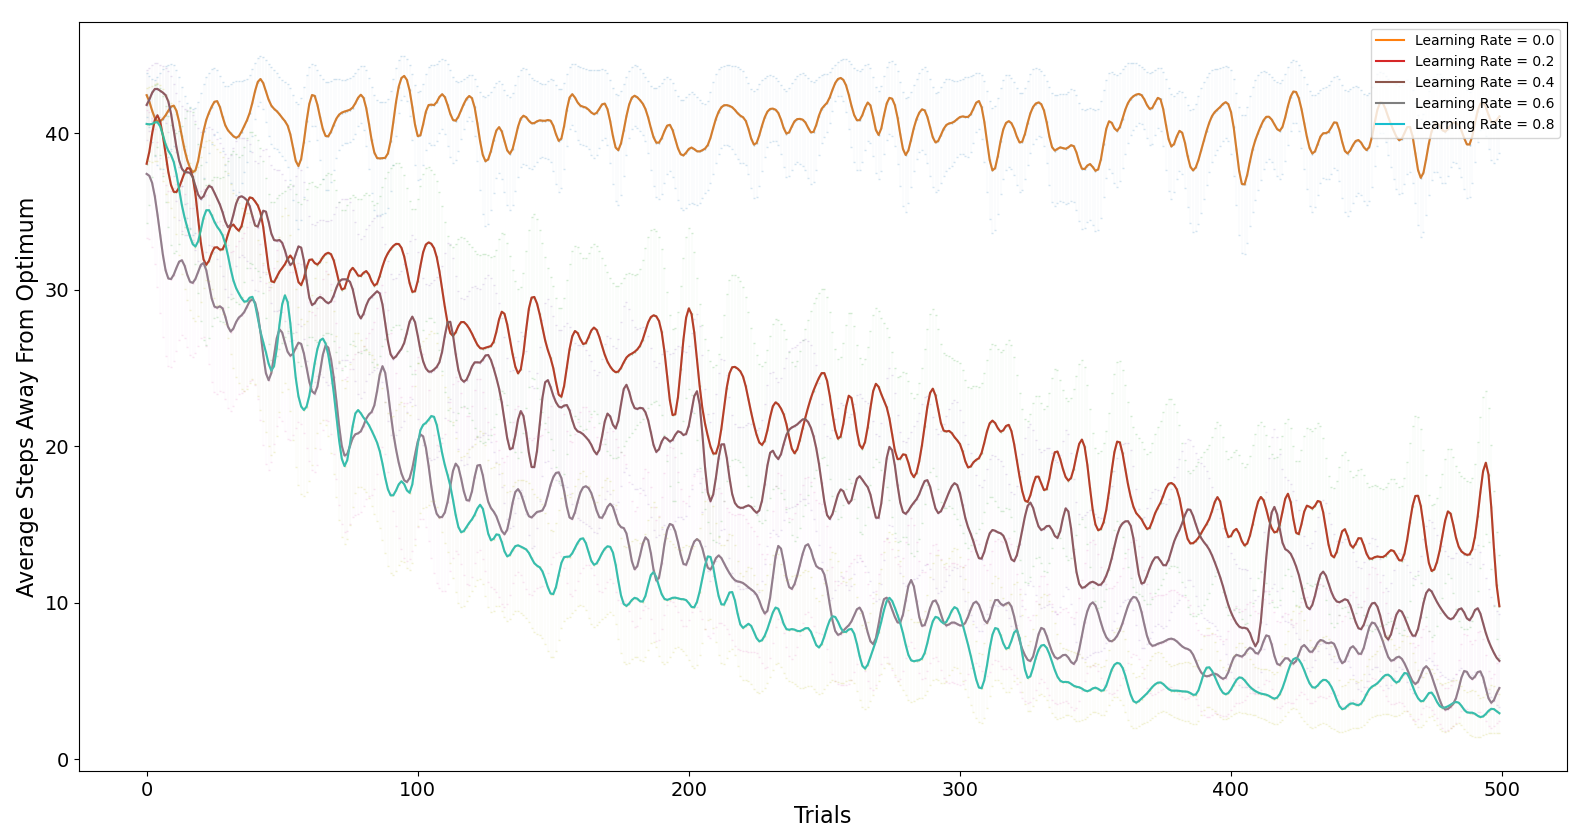 Learning Rate = 0.0
Learning Rate = 0.2
Learning Rate = 0.4
Learning Rate = 0.6
Learning Rate = 0.8
Average Steps Away From Optimum
40
30
20
10
0
0 100 200 300 400 500
Trials